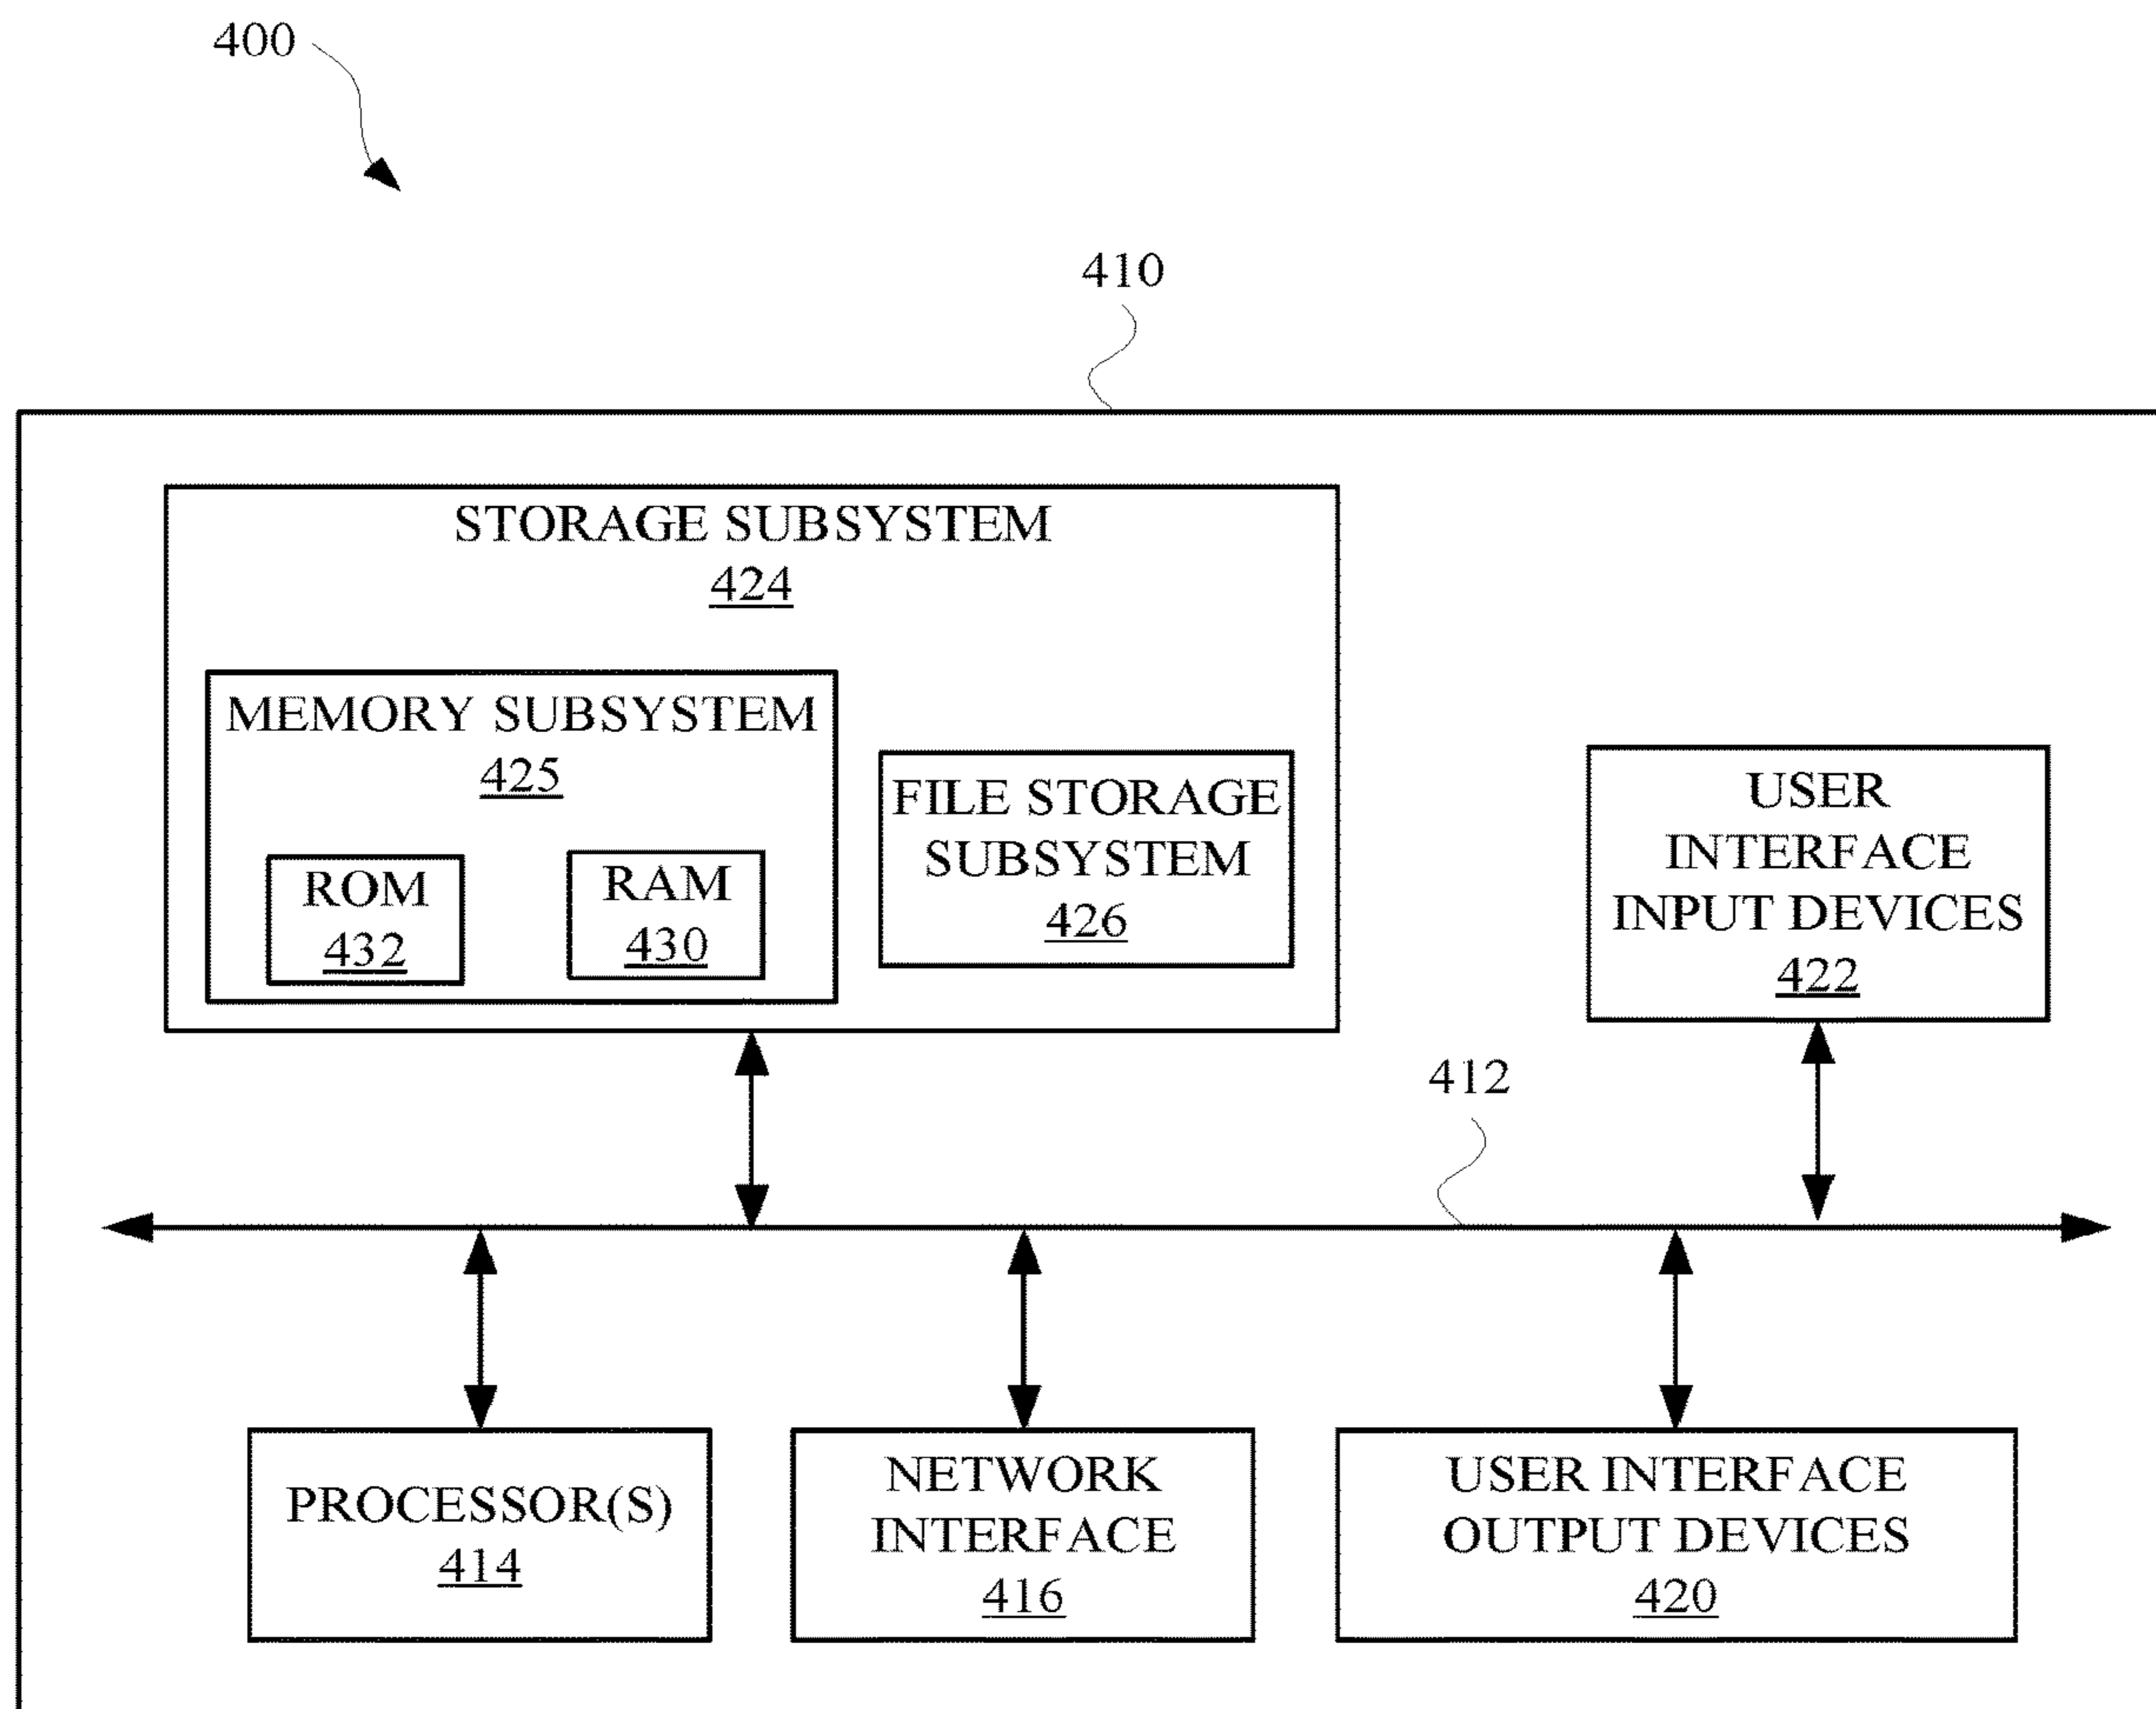 400
410
STORAGE SUBSYSTEM
424
MEMORY SUBSYSTEM
425
ROM
432
RAM
430
FILE STORAGE
SUBSYSTEM
426
USER
INTERFACE
INPUT DEVICES
422
412
PROCESSOR(S)
414
NETWORK
INTERFACE
416
USER INTERFACE
OUTPUT DEVICES
420